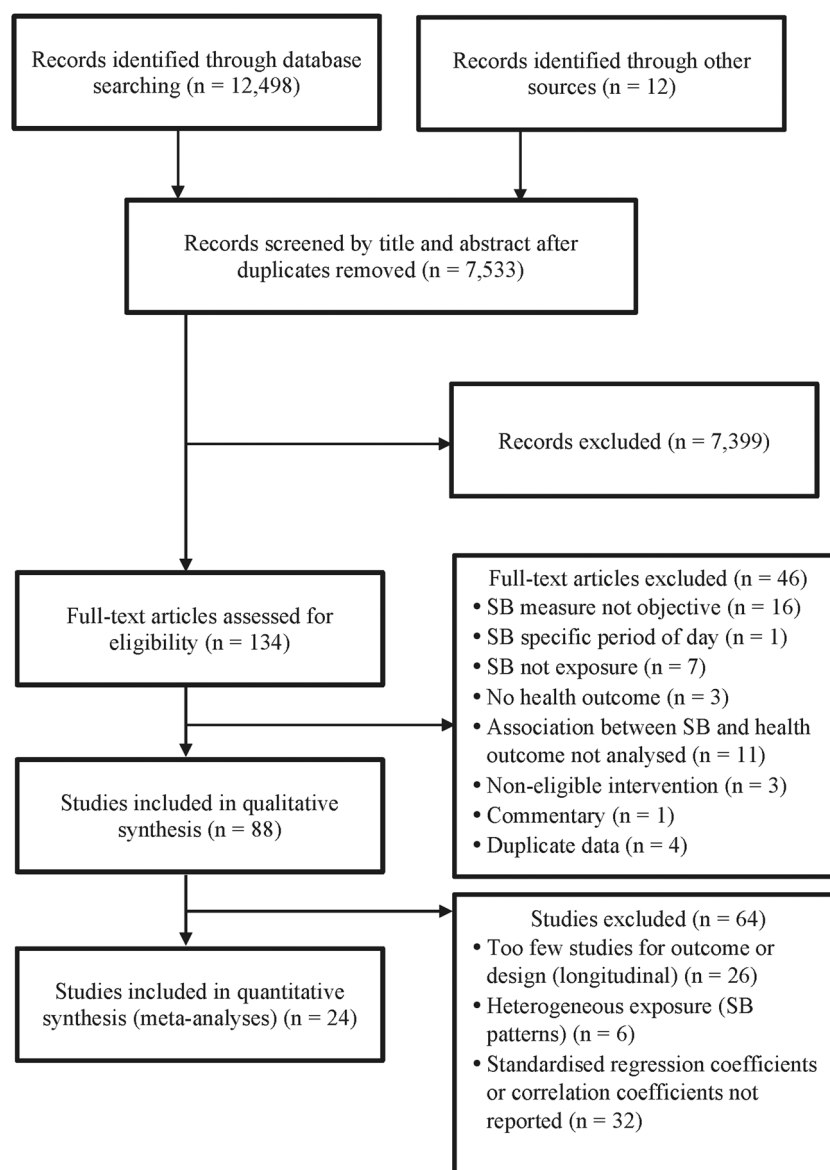 Records identified through database
searching (n = 12,498)
Records identified through other
sources (n = 12)
Records screened by title and abstract after
duplicates removed (n = 7,533)
Records excluded (n = 7,399)
Full-text articles assessed for
eligibility (n = 134)
Full-text articles excluded (n = 46)
• SB measure not objective (n = 16)
• SB specific period of day (n = 1)
• SB not exposure (n = 7)
• No health outcome (n = 3)
• Association between SB and health
outcome not analysed (n = 11)
• Non-eligible intervention (n = 3)
• Commentary (n = 1)
• Duplicate data (n = 4)
Studies included in qualitative
synthesis (n = 88)
Studies excluded (n = 64)
• Too few studies for outcome or
design (longitudinal) (n = 26)
• Heterogeneous exposure (SB
patterns) (n = 6)
• Standardised regression coefficients
or correlation coefficients not
reported (n = 32)
Studies included in quantitative
synthesis (meta-analyses) (n = 24)